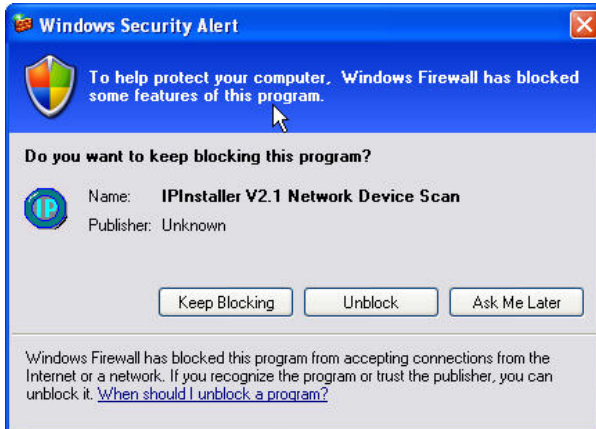 Windows Security Alert
To help protect your computer, Windows Firewall has blocked
some features of this program.
Do you want to keep blocking this program?
IP
Name: IPInstaller V2.1 Network Device Scan
Publisher: Unknown
Keep Blocking Unblock Ask Me Later
Windows Firewall has blocked this program from accepting connections from the
Internet or a network. If you recognize the program or trust the publisher, you can
unblock it. When should I unblock a program?